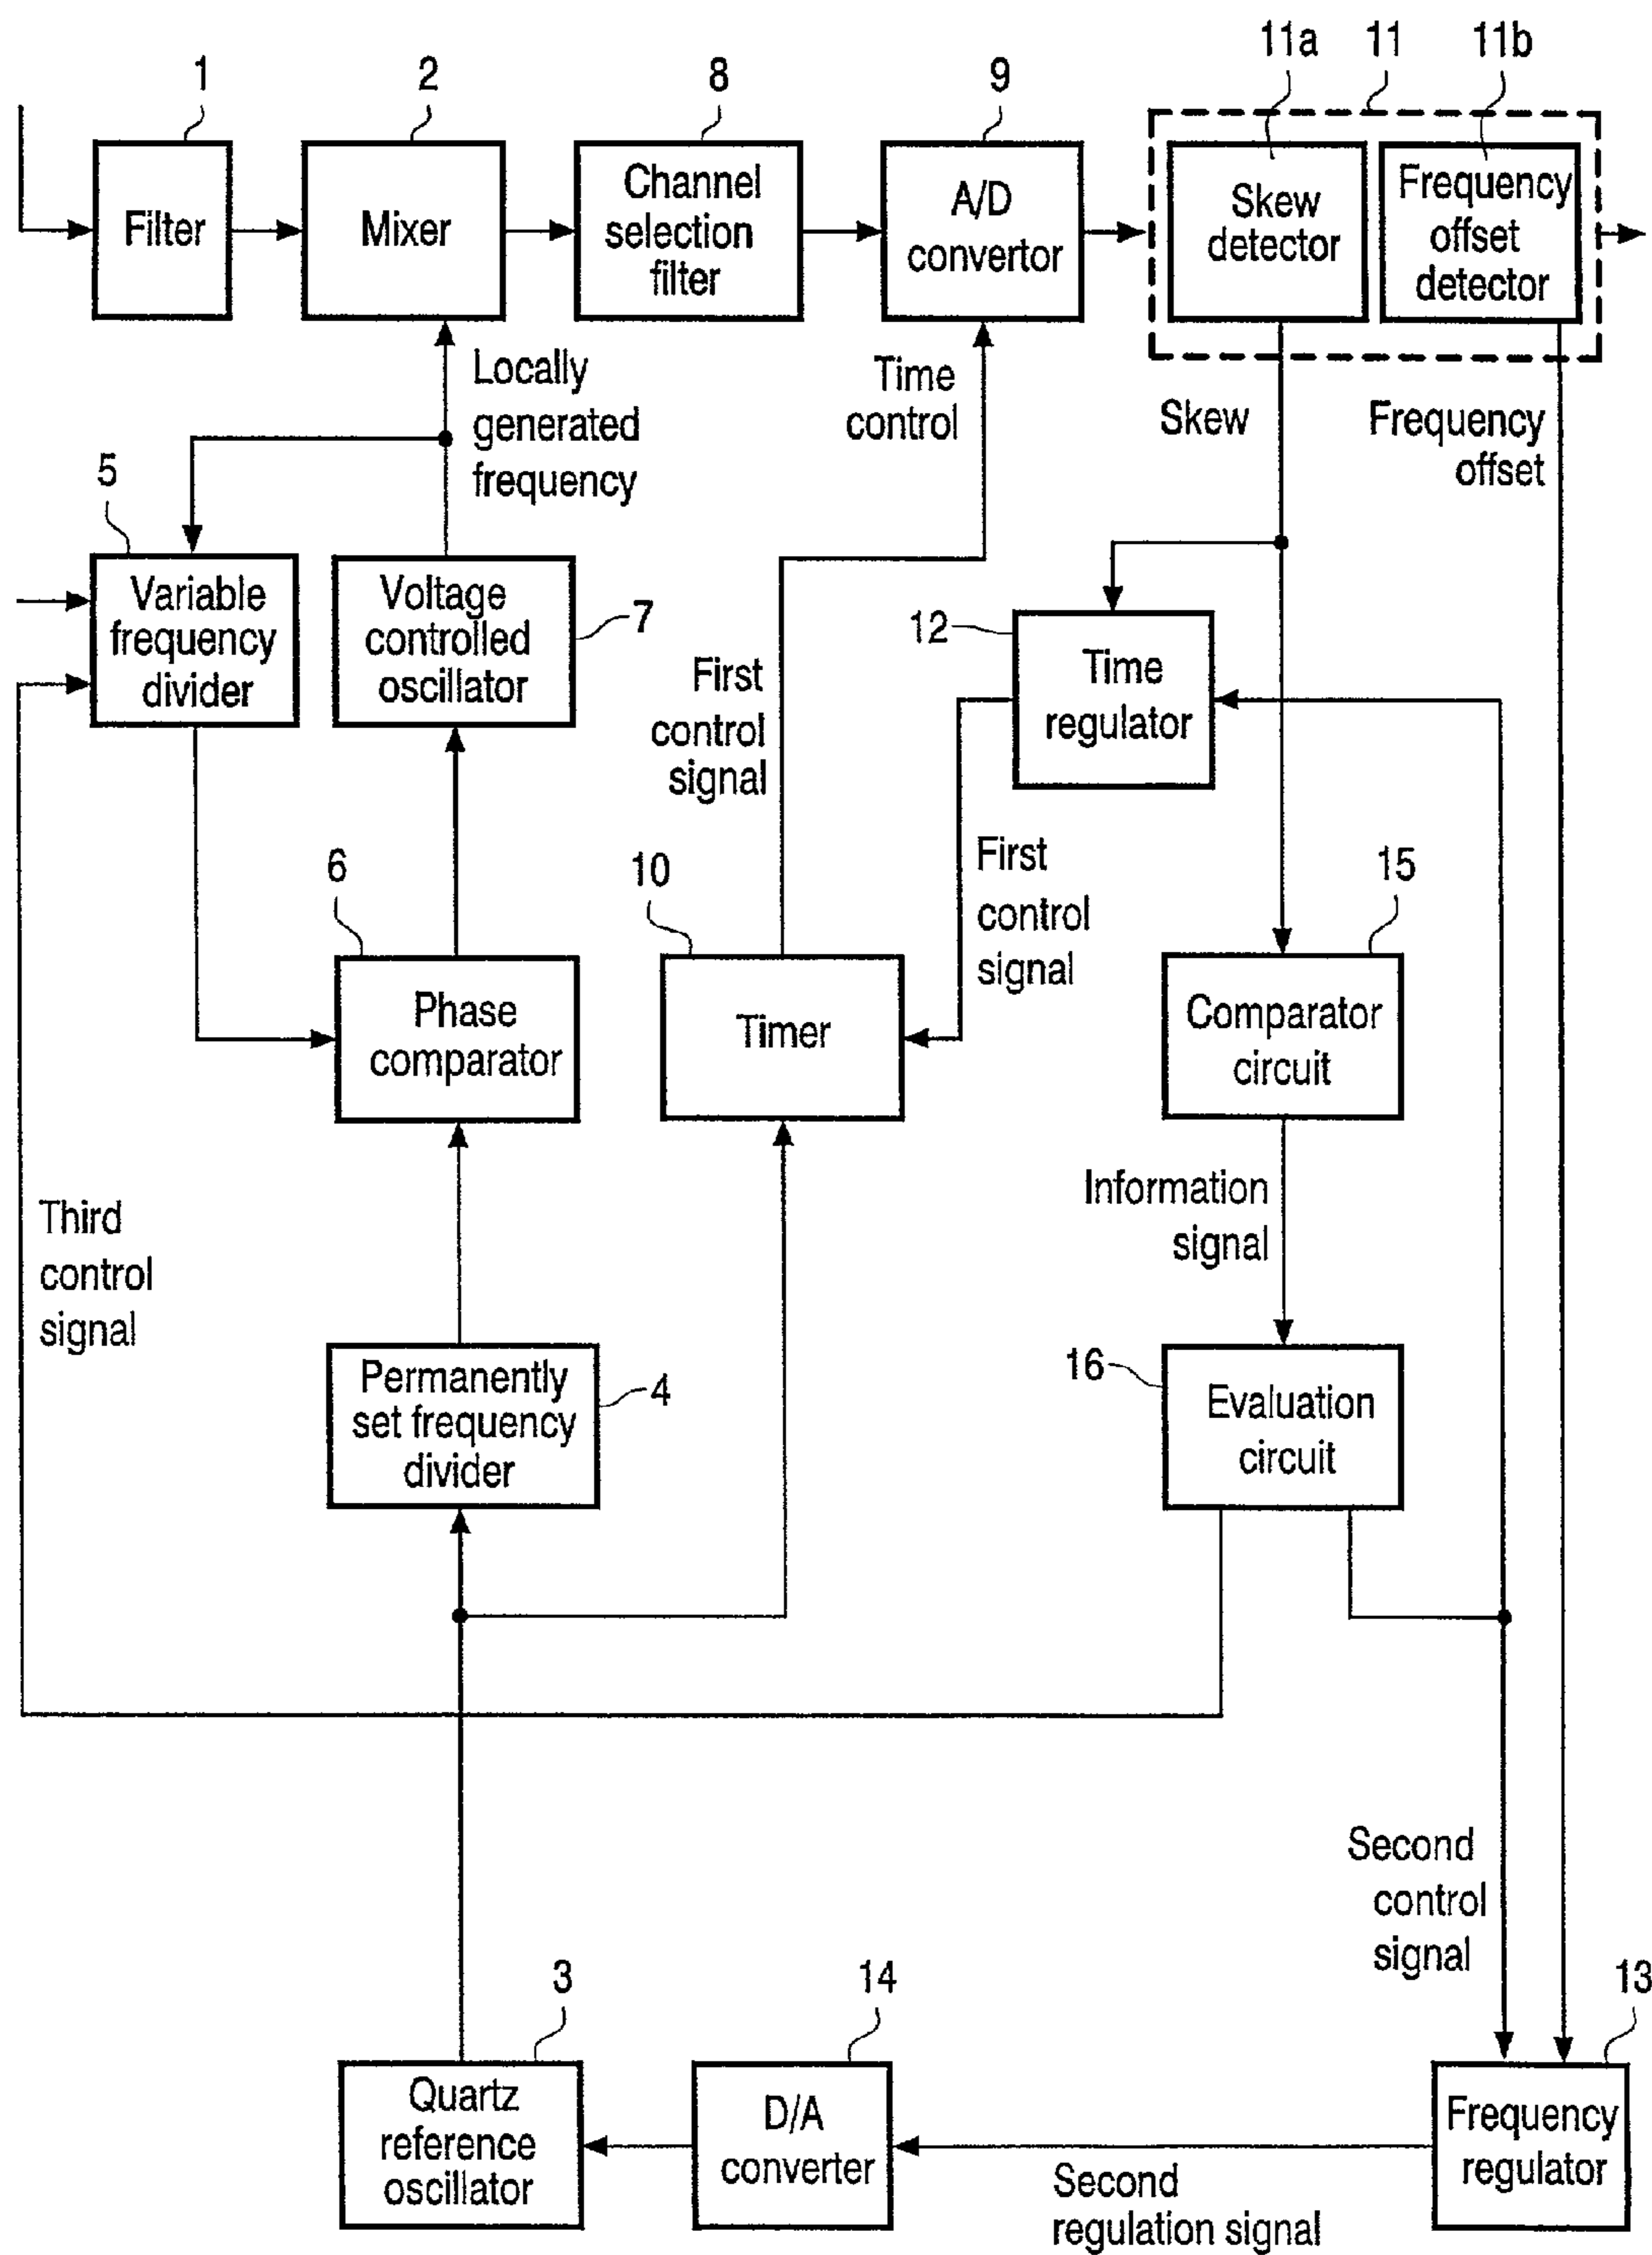 11a
11
11b
1
2
8
9
Filter
Mixer
Channel
selection
filter
A/D
convertor
Skew
detector
Frequency
offset
detector
Locally
generated
frequency
Time
control
Skew
Frequency
offset
5
Variable
frequency
divider
Voltage
controlled
oscillator
7
12
Time
regulator
First
control
signal
First
control
signal
6
10
15
Phase
comparator
Timer
Comparator
circuit
Third
control
signal
Information
signal
Permanently
set frequency
divider
4
16
Evaluation
circuit
Second
control
signal
3
14
13
Quartz
reference
oscillator
D/A
converter
Frequency
regulator
Second
regulation signal